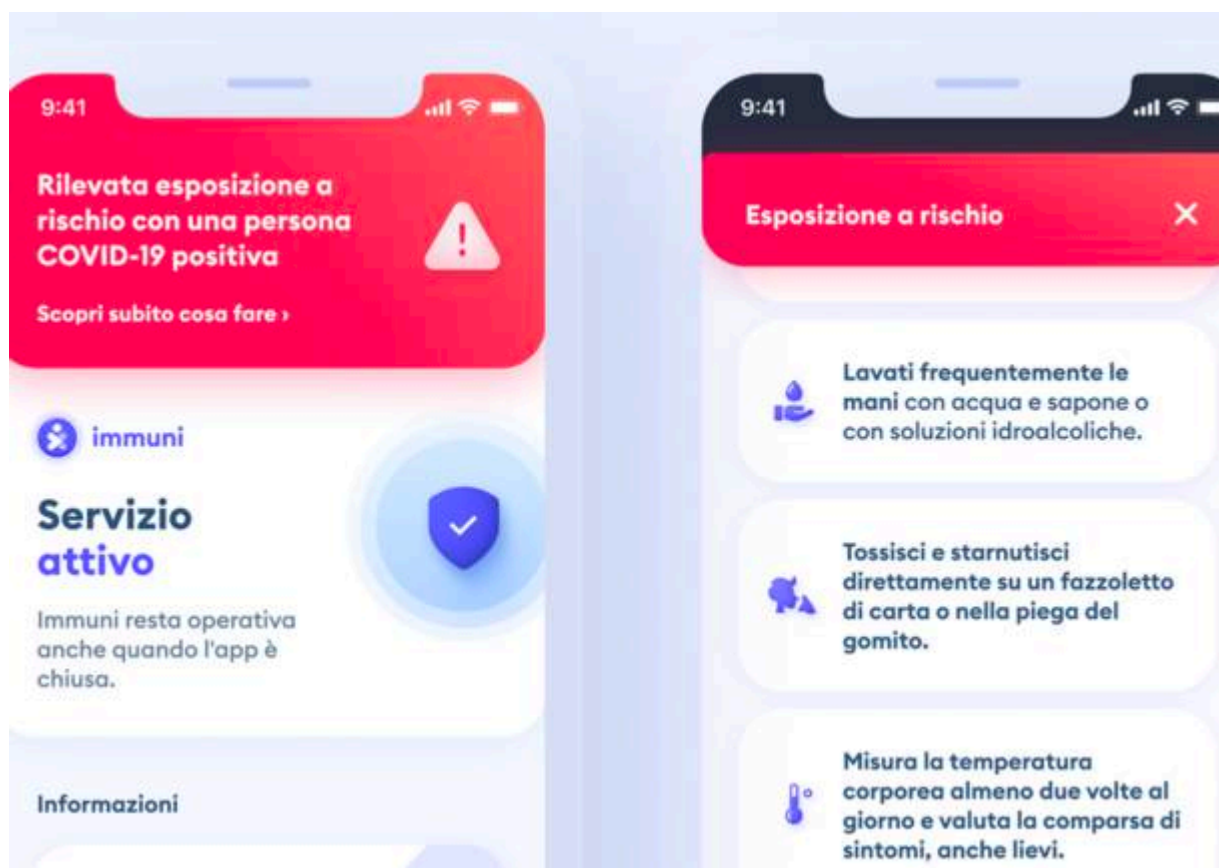 9:41
Rilevata esposizione a
rischio con una persona
COVID-19 positiva
Scopri subito cosa fare ›
immuni
Servizio
attivo
Immuni resta operativa
anche quando l'app è
chiusa.
Informazioni
9:41
Esposizione a rischio
Lavati frequentemente le
mani con acqua e sapone o
con soluzioni idroalcoliche.
Tossisci e starnutisci
direttamente su un fazzoletto
di carta o nella piega del
gomito.
Misura la temperatura
corporea almeno due volte al
giorno e valuta la comparsa di
sintomi, anche lievi.